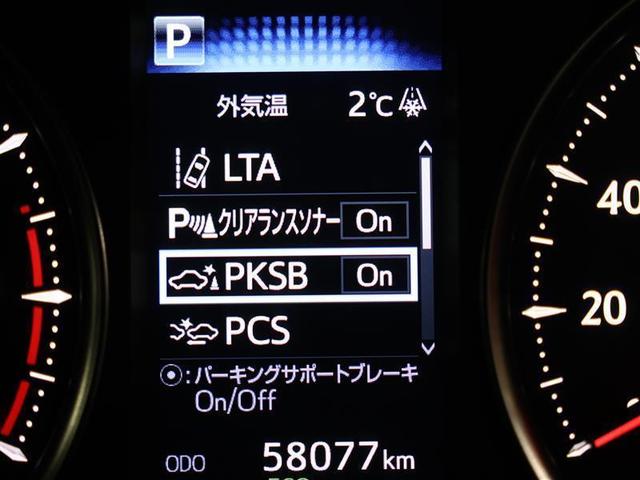 P
外気温 2℃
LTA
P クリアランスソナー On
PKSB On
PCS
:パーキングサポートブレーキ
On/Off
ODO 58077 km
40
20